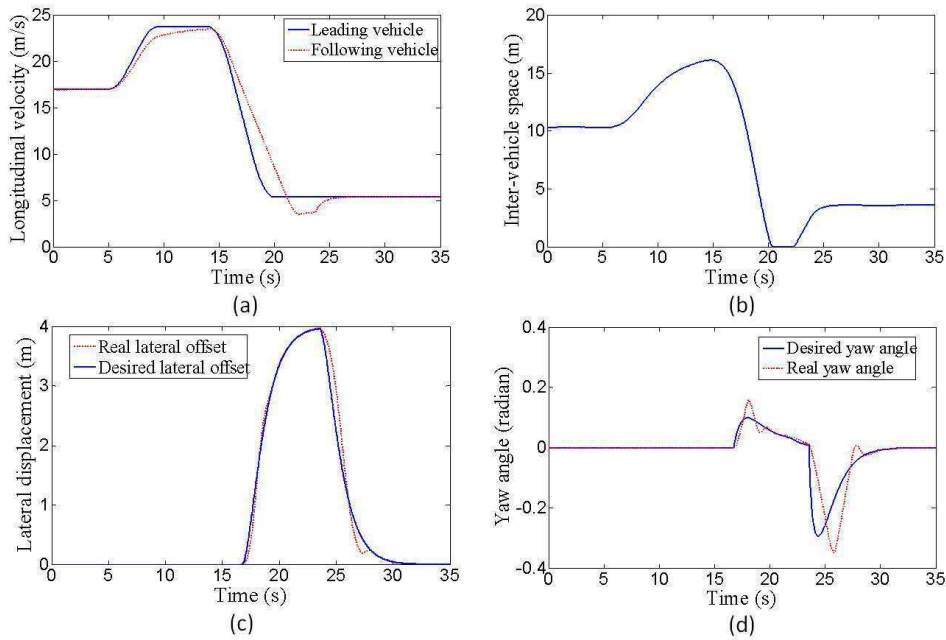 Longitudinal velocity (m/s)
25
20
15
10
5
0
Leading vehicle
Following vehicle
0 5 10 15 20 25 30 35
Time (s)
(a)
Inter-vehicle space (m)
20
15
10
5
0
0 5 10 15 20 25 30 35
Time (s)
(b)
Lateral displacement (m)
4
3
2
1
0
Real lateral offset
Desired lateral offset
0 5 10 15 20 25 30 35
Time (s)
(c)
Yaw angle (radian)
0.4
0.2
0
-0.2
-0.4
Desired yaw angle
Real yaw angle
0 5 10 15 20 25 30 35
Time (s)
(d)